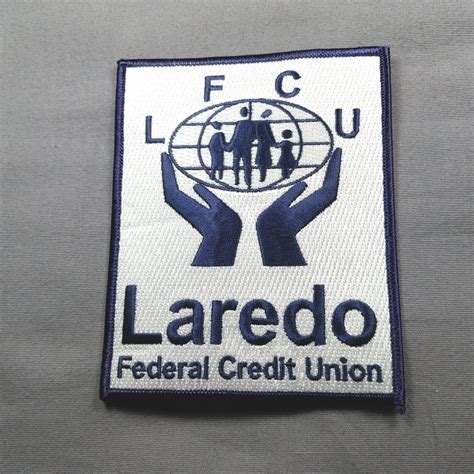 L F C U
Laredo
Federal Credit Union